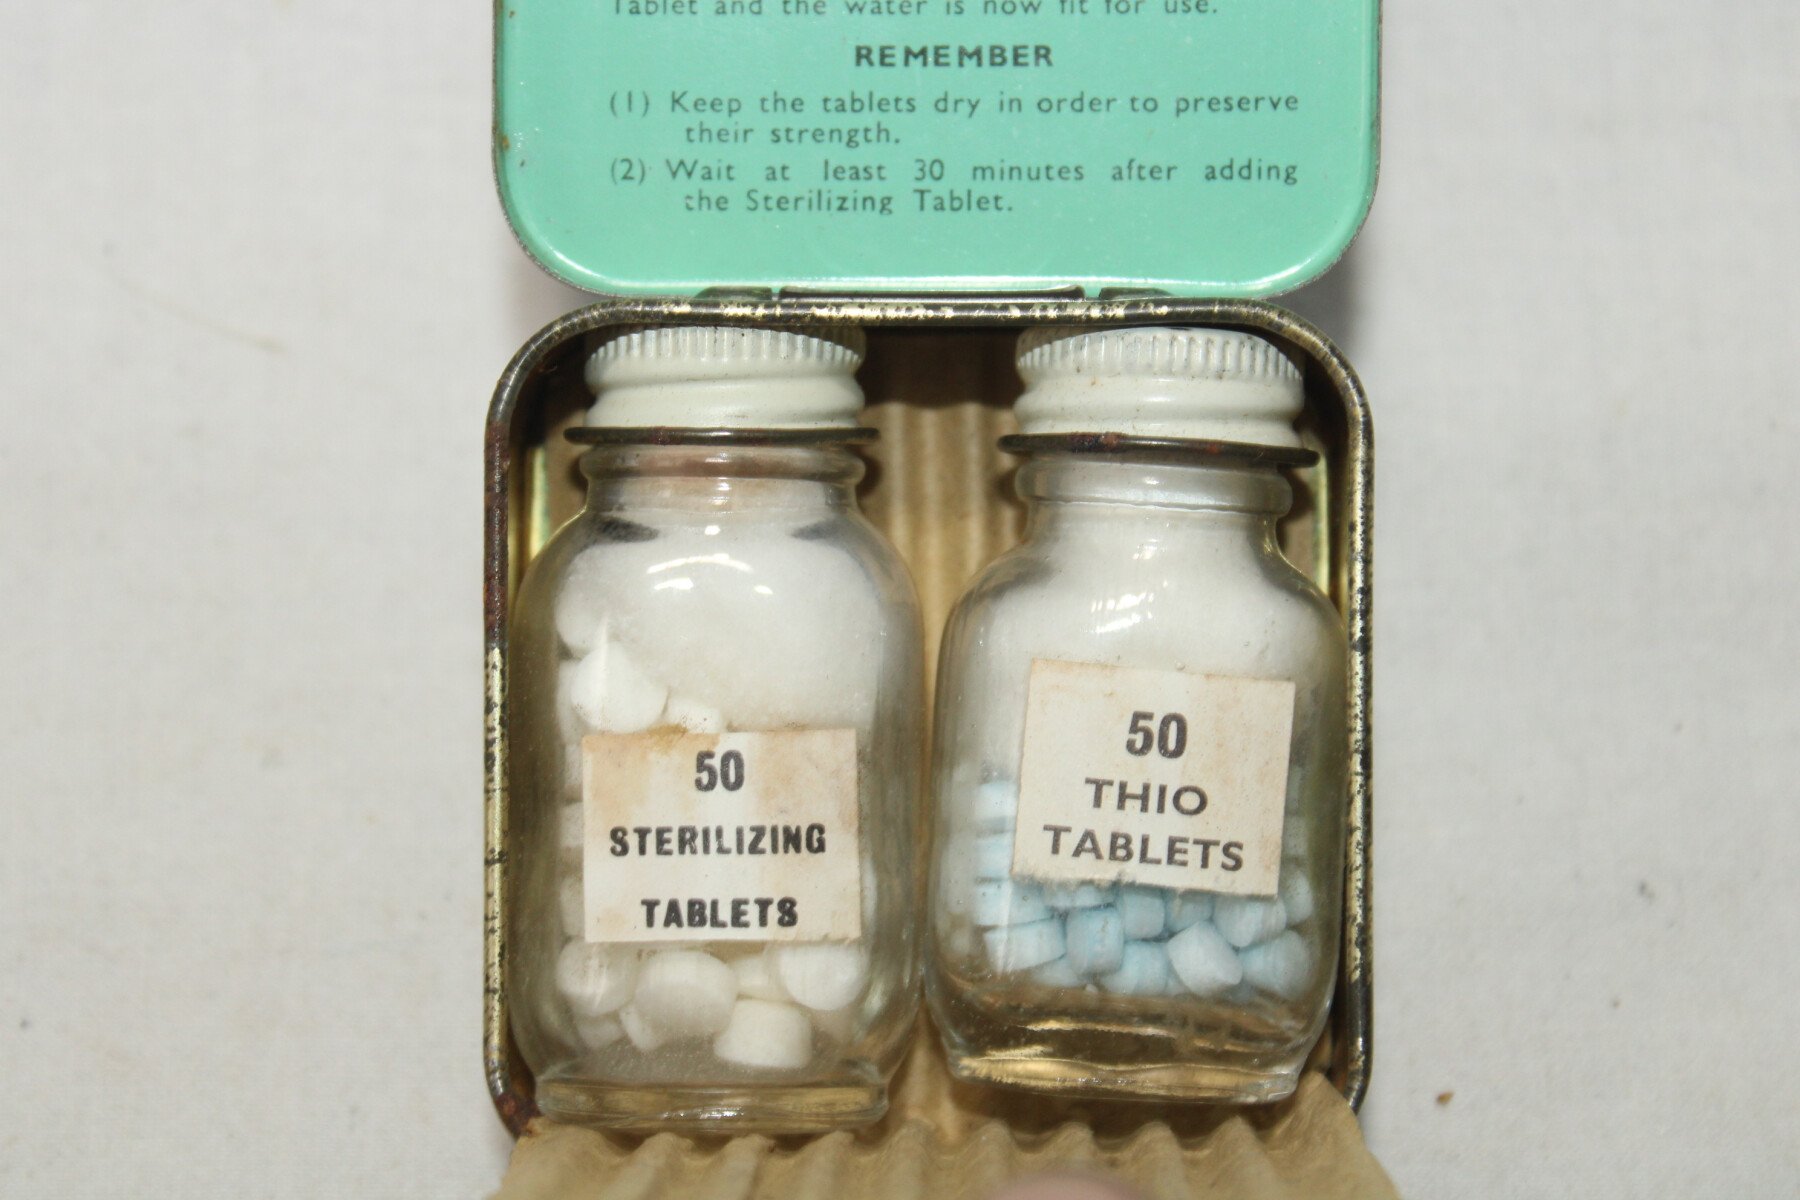 Tablet and the water is now fit for use.
REMEMBER
(1) Keep the tablets dry in order to preserve
their strength.
(2) Wait at least 30 minutes after adding
the Sterilizing Tablet.
50
STERILIZING
TABLETS
50
THIO
TABLETS